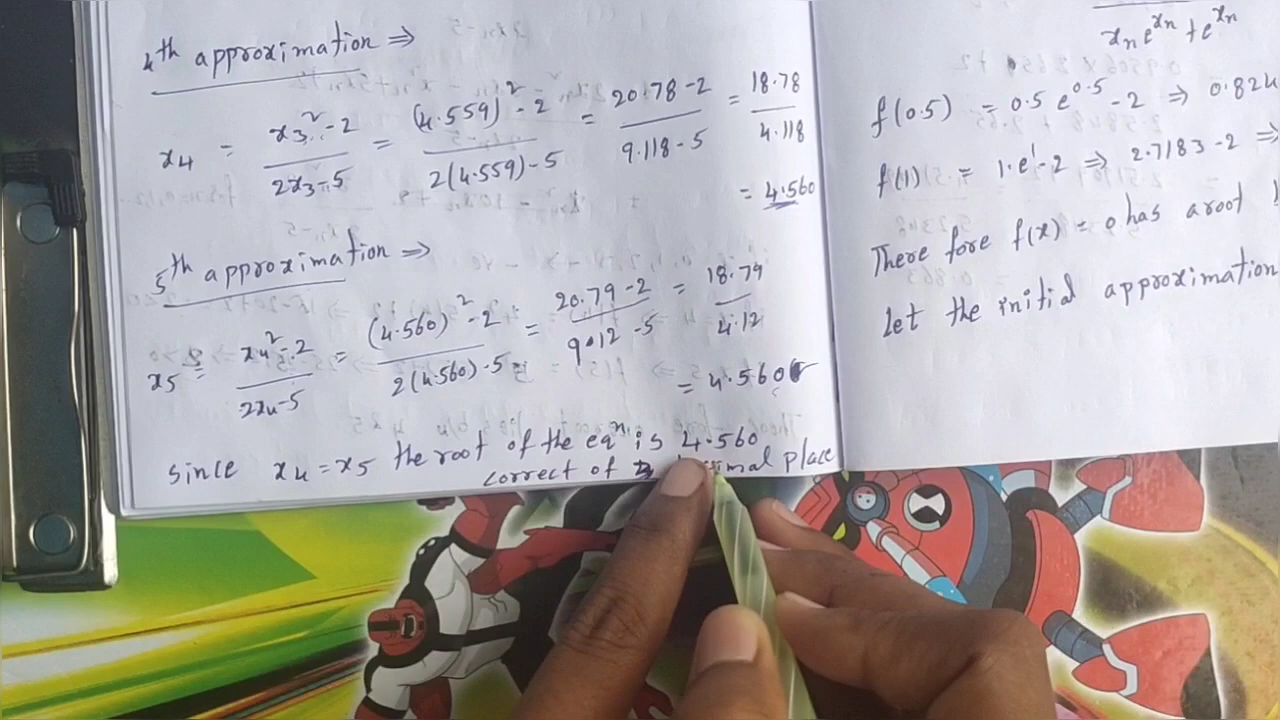 4th approximation ⇒
x4 = x3² - 2 / 2x3 - 5 = (4.559)² - 2 / 2(4.559) - 5 = 20.78 - 2 / 9.118 - 5 = 18.78 / 4.118
= 4.560
5th approximation ⇒
x5 = x4² - 2 / 2x4 - 5 = (4.560)² - 2 / 2(4.560) - 5 = 20.79 - 2 / 9.12 - 5 = 18.79 / 4.12
= 4.560
since x4 = x5 the root of the eqn is 4.560
correct of place
xn e^xn + e^xn
f(0.5) = 0.5 e^0.5 - 2 ⇒ 0.824
f(1) = 1.e¹ - 2 ⇒ 2.7183 - 2 ⇒
There fore f(x) = 0 has a root
Let the initial approximation